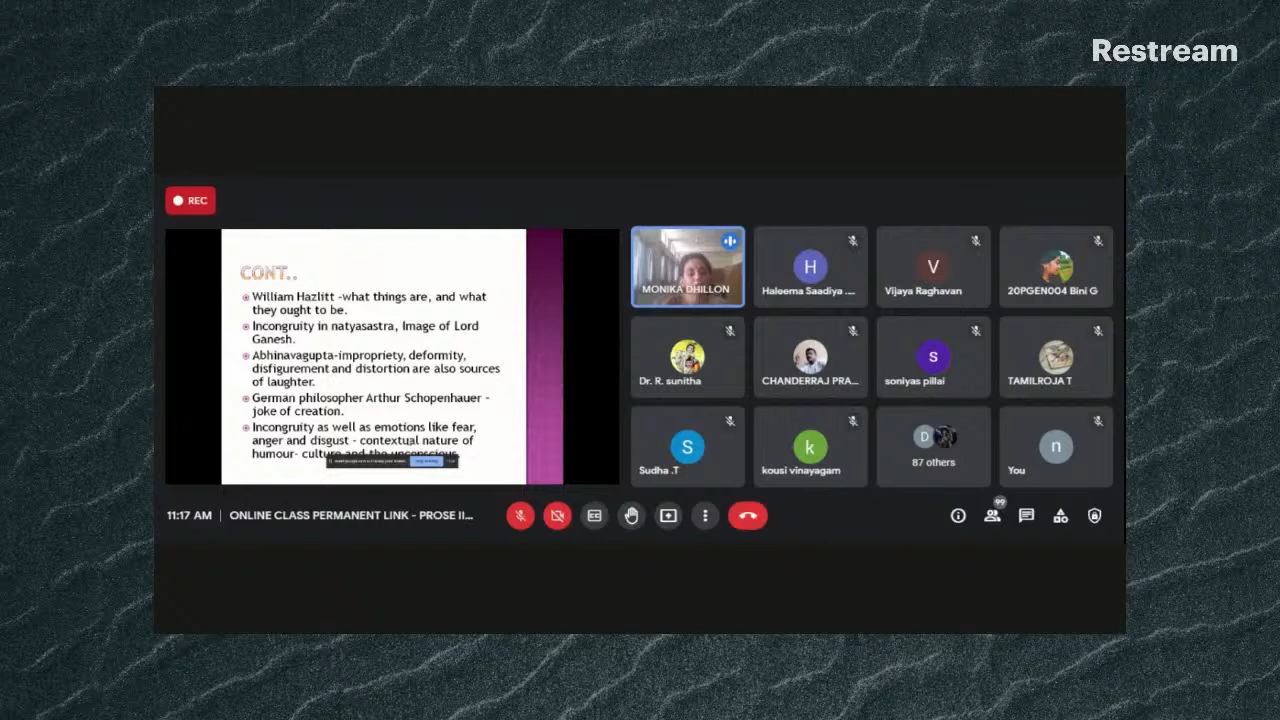 Restream
REC
CONT..
William Hazlitt -what things are, and what
they ought to be.
Incongruity in natyasastra, Image of Lord
Ganesh.
Abhinavagupta-impropriety, deformity,
disfigurement and distortion are also sources
of laughter.
German philosopher Arthur Schopenhauer -
joke of creation.
Incongruity as well as emotions like fear,
anger and disgust - contextual nature of
humour- culture and the unconscious
MONIKA DHILLON
H
Haleema Saadiya ....
V
Vijaya Raghavan
20PGEN004 Bini G
Dr. R. sunitha
CHANDERRAJ PRA...
s
soniyas pillai
TAMILROJA T
S
Sudha .T
k
kousi vinayagam
D
87 others
n
You
11:17 AM | ONLINE CLASS PERMANENT LINK - PROSE II...
99